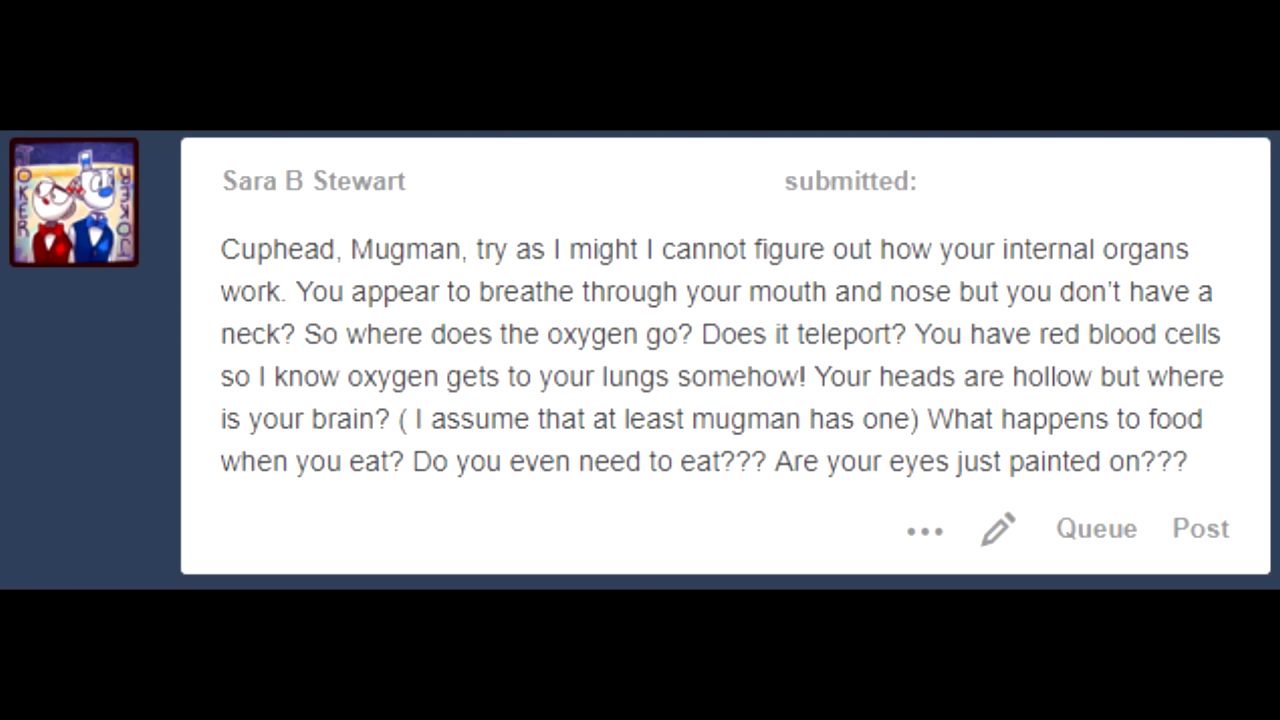 JOKER
JOKER
Sara B Stewart submitted:
Cuphead, Mugman, try as I might I cannot figure out how your internal organs
work. You appear to breathe through your mouth and nose but you don't have a
neck? So where does the oxygen go? Does it teleport? You have red blood cells
so I know oxygen gets to your lungs somehow! Your heads are hollow but where
is your brain? ( I assume that at least mugman has one) What happens to food
when you eat? Do you even need to eat??? Are your eyes just painted on???
Queue Post